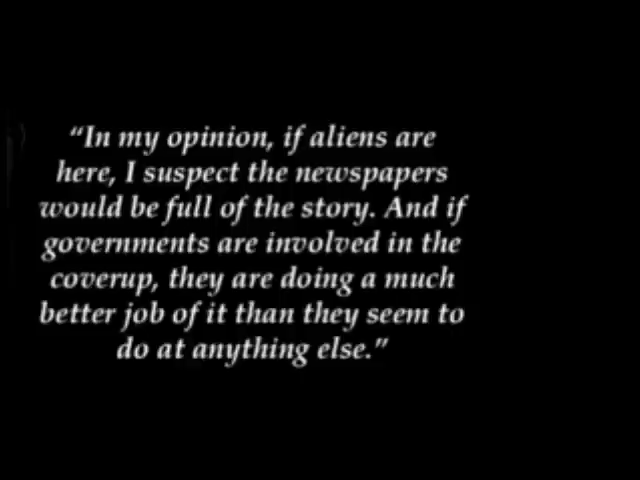 “In my opinion, if aliens are
here, I suspect the newspapers
would be full of the story. And if
governments are involved in the
coverup, they are doing a much
better job of it than they seem to
do at anything else.”